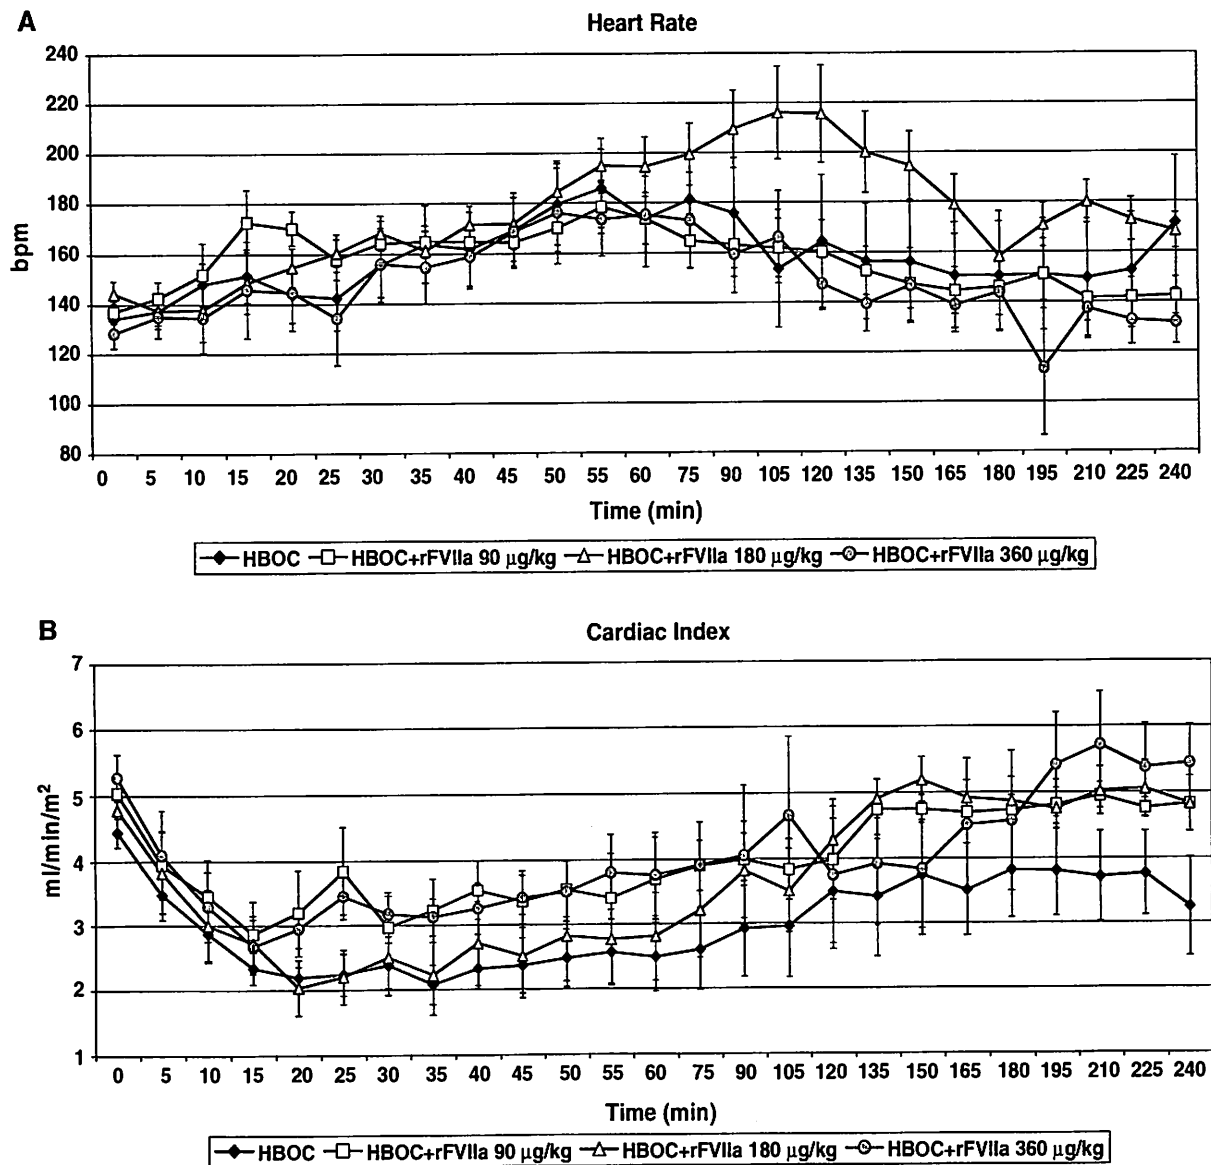 A
Heart Rate
240
220
200
180
160
140
120
100
80
bpm
0 5 10 15 20 25 30 35 40 45 50 55 60 75 90 105 120 135 150 165 180 195 210 225 240
Time (min)
HBOC HBOC+rFVIIa 90 µg/kg HBOC+rFVIIa 180 µg/kg HBOC+rFVIIa 360 µg/kg
B
Cardiac Index
7
6
5
4
3
2
1
ml/min/m²
0 5 10 15 20 25 30 35 40 45 50 55 60 75 90 105 120 135 150 165 180 195 210 225 240
Time (min)
HBOC HBOC+rFVIIa 90 µg/kg HBOC+rFVIIa 180 µg/kg HBOC+rFVIIa 360 µg/kg